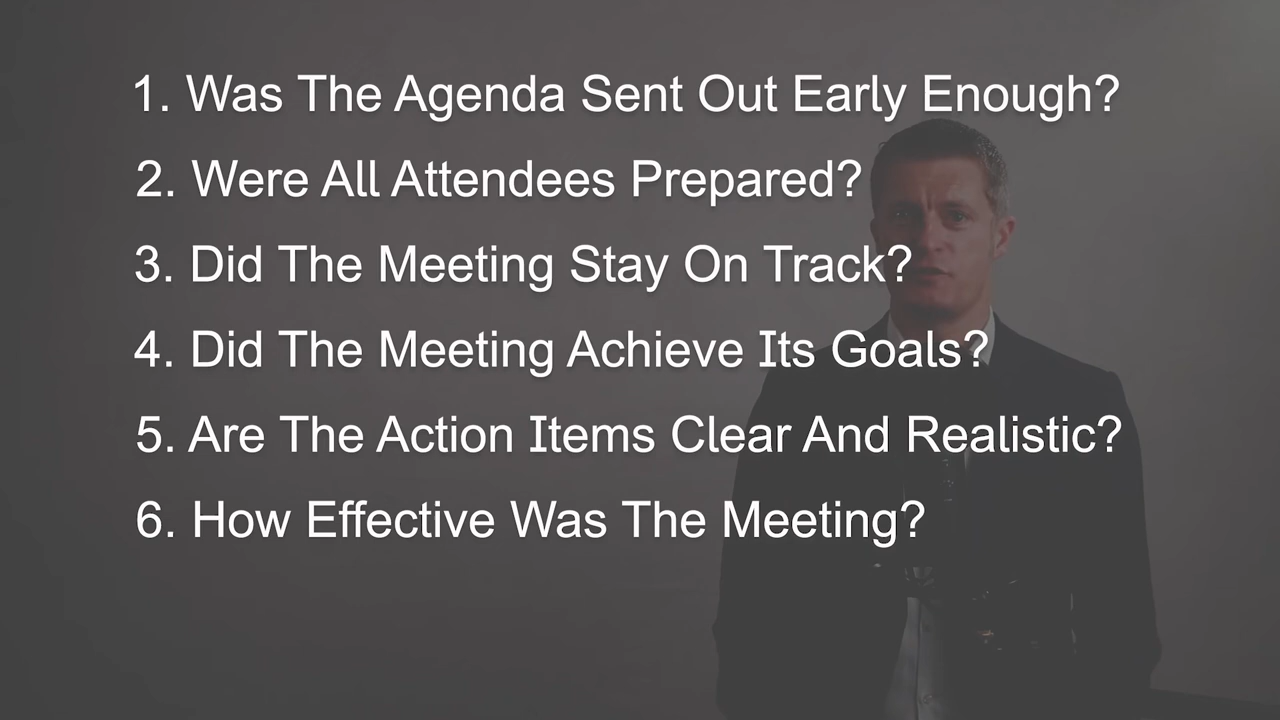 1. Was The Agenda Sent Out Early Enough?
2. Were All Attendees Prepared?
3. Did The Meeting Stay On Track?
4. Did The Meeting Achieve Its Goals?
5. Are The Action Items Clear And Realistic?
6. How Effective Was The Meeting?